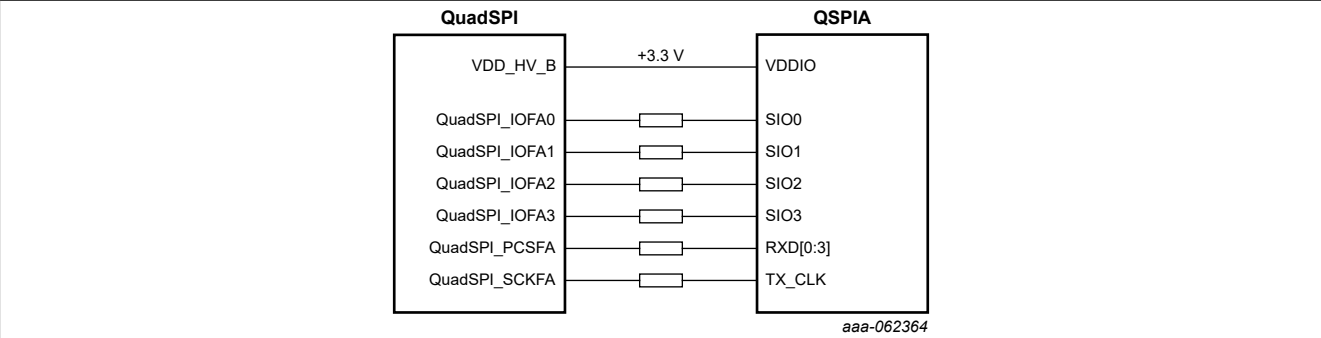 QuadSPI QSPIA
VDD_HV_B +3.3 V VDDIO
QuadSPI_IOFA0 SIO0
QuadSPI_IOFA1 SIO1
QuadSPI_IOFA2 SIO2
QuadSPI_IOFA3 SIO3
QuadSPI_PCSFA RXD[0:3]
QuadSPI_SCKFA TX_CLK
aaa-062364